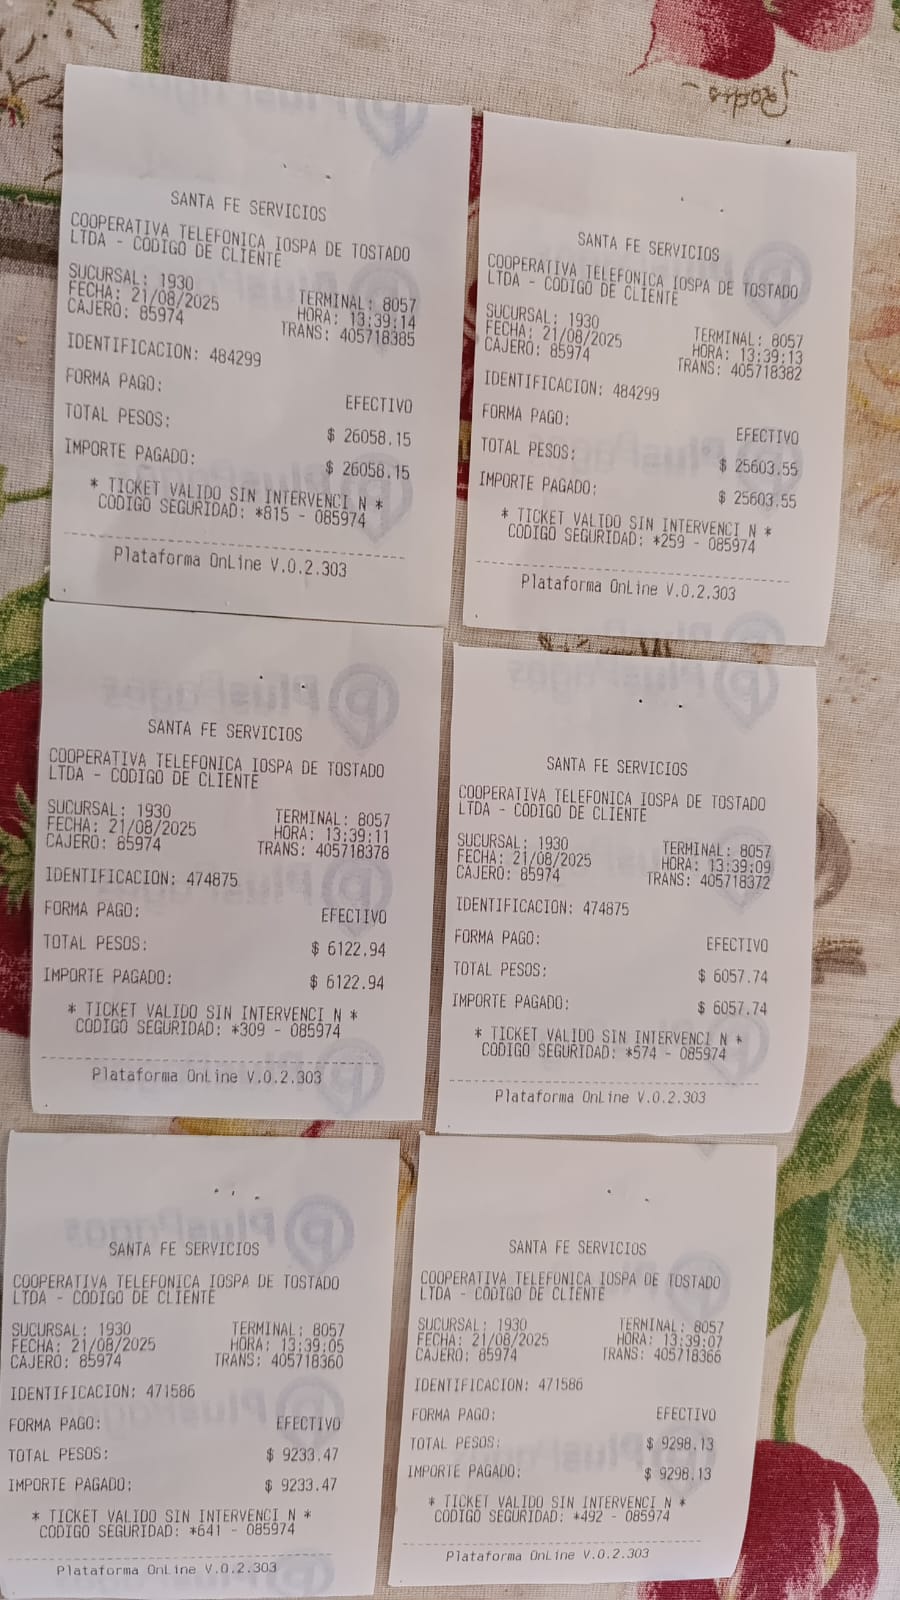 SANTA FE SERVICIOS
COOPERATIVA TELEFONICA IOSPA DE TOSTADO
LTDA - CODIGO DE CLIENTE
SUCURSAL: 1930 TERMINAL: 8057
FECHA: 21/08/2025 HORA: 13:39:14
CAJERO: 85974 TRANS: 405718385
IDENTIFICACION: 484299
FORMA PAGO: EFECTIVO
TOTAL PESOS: $ 26058.15
IMPORTE PAGADO: $ 26058.15
* TICKET VALIDO SIN INTERVENCI N *
CODIGO SEGURIDAD: *815 - 085974
Plataforma OnLine V.0.2.303
SANTA FE SERVICIOS
COOPERATIVA TELEFONICA IOSPA DE TOSTADO
LTDA - CODIGO DE CLIENTE
SUCURSAL: 1930 TERMINAL: 8057
FECHA: 21/08/2025 HORA: 13:39:13
CAJERO: 85974 TRANS: 405718382
IDENTIFICACION: 484299
FORMA PAGO: EFECTIVO
TOTAL PESOS: $ 25603.55
IMPORTE PAGADO: $ 25603.55
* TICKET VALIDO SIN INTERVENCI N *
CODIGO SEGURIDAD: *259 - 085974
Plataforma OnLine V.0.2.303
SANTA FE SERVICIOS
COOPERATIVA TELEFONICA IOSPA DE TOSTADO
LTDA - CODIGO DE CLIENTE
SUCURSAL: 1930 TERMINAL: 8057
FECHA: 21/08/2025 HORA: 13:39:11
CAJERO: 85974 TRANS: 405718378
IDENTIFICACION: 474875
FORMA PAGO: EFECTIVO
TOTAL PESOS: $ 6122.94
IMPORTE PAGADO: $ 6122.94
* TICKET VALIDO SIN INTERVENCI N *
CODIGO SEGURIDAD: *309 - 085974
Plataforma OnLine V.0.2.303
SANTA FE SERVICIOS
COOPERATIVA TELEFONICA IOSPA DE TOSTADO
LTDA - CODIGO DE CLIENTE
SUCURSAL: 1930 TERMINAL: 8057
FECHA: 21/08/2025 HORA: 13:39:09
CAJERO: 85974 TRANS: 405718372
IDENTIFICACION: 474875
FORMA PAGO: EFECTIVO
TOTAL PESOS: $ 6057.74
IMPORTE PAGADO: $ 6057.74
* TICKET VALIDO SIN INTERVENCI N *
CODIGO SEGURIDAD: *574 - 085974
Plataforma OnLine V.0.2.303
SANTA FE SERVICIOS
COOPERATIVA TELEFONICA IOSPA DE TOSTADO
LTDA - CODIGO DE CLIENTE
SUCURSAL: 1930 TERMINAL: 8057
FECHA: 21/08/2025 HORA: 13:39:05
CAJERO: 85974 TRANS: 405718360
IDENTIFICACION: 471586
FORMA PAGO: EFECTIVO
TOTAL PESOS: $ 9233.47
IMPORTE PAGADO: $ 9233.47
* TICKET VALIDO SIN INTERVENCI N *
CODIGO SEGURIDAD: *641 - 085974
Plataforma OnLine V.0.2.303
SANTA FE SERVICIOS
COOPERATIVA TELEFONICA IOSPA DE TOSTADO
LTDA - CODIGO DE CLIENTE
SUCURSAL: 1930 TERMINAL: 8057
FECHA: 21/08/2025 HORA: 13:39:07
CAJERO: 85974 TRANS: 405718366
IDENTIFICACION: 471586
FORMA PAGO: EFECTIVO
TOTAL PESOS: $ 9298.13
IMPORTE PAGADO: $ 9298.13
* TICKET VALIDO SIN INTERVENCI N *
CODIGO SEGURIDAD: *492 - 085974
Plataforma OnLine V.0.2.303